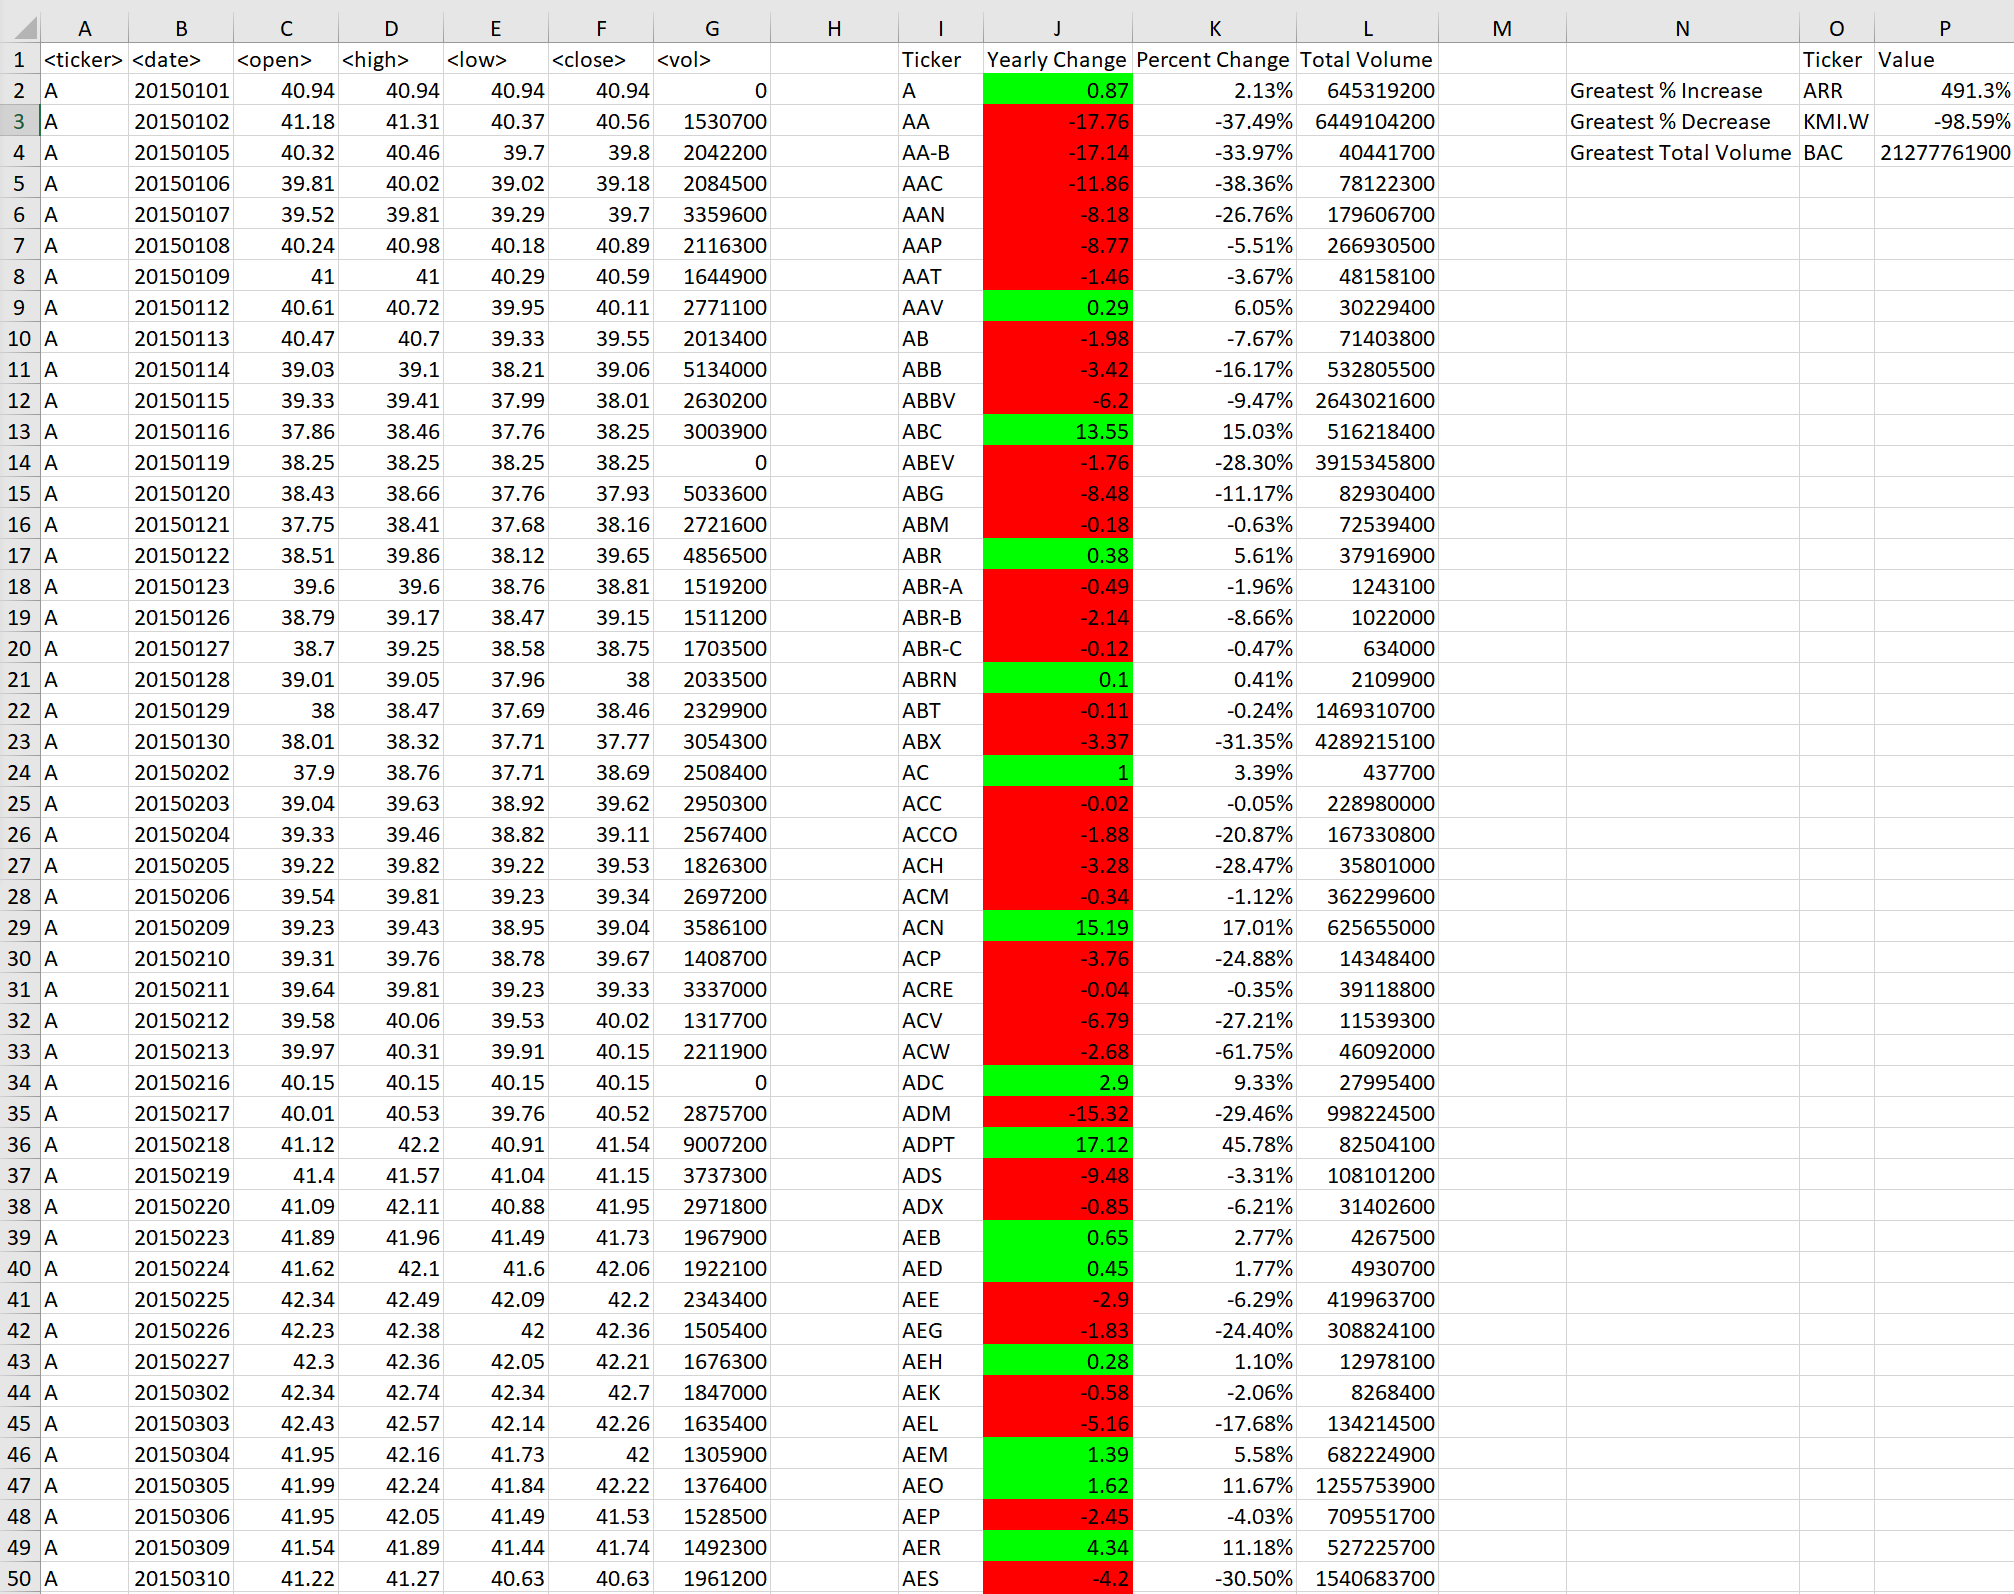 A B C D E F G H I J K L M N O P
1 <ticker> <date> <open> <high> <low> <close> <vol> Ticker Yearly Change Percent Change Total Volume Ticker Value
2 A 20150101 40.94 40.94 40.94 40.94 0 A 0.87 2.13% 645319200 Greatest % Increase ARR 491.3%
3 A 20150102 41.18 41.31 40.37 40.56 1530700 AA -17.76 -37.49% 6449104200 Greatest % Decrease KMI.W -98.59%
4 A 20150105 40.32 40.46 39.7 39.8 2042200 AA-B -17.14 -33.97% 40441700 Greatest Total Volume BAC 21277761900
5 A 20150106 39.81 40.02 39.02 39.18 2084500 AAC -11.86 -38.36% 78122300
6 A 20150107 39.52 39.81 39.29 39.7 3359600 AAN -8.18 -26.76% 179606700
7 A 20150108 40.24 40.98 40.18 40.89 2116300 AAP -8.77 -5.51% 266930500
8 A 20150109 41 41 40.29 40.59 1644900 AAT -1.46 -3.67% 48158100
9 A 20150112 40.61 40.72 39.95 40.11 2771100 AAV 0.29 6.05% 30229400
10 A 20150113 40.47 40.7 39.33 39.55 2013400 AB -1.98 -7.67% 71403800
11 A 20150114 39.03 39.1 38.21 39.06 5134000 ABB -3.42 -16.17% 532805500
12 A 20150115 39.33 39.41 37.99 38.01 2630200 ABBV -6.2 -9.47% 2643021600
13 A 20150116 37.86 38.46 37.76 38.25 3003900 ABC 13.55 15.03% 516218400
14 A 20150119 38.25 38.25 38.25 38.25 0 ABEV -1.76 -28.30% 3915345800
15 A 20150120 38.43 38.66 37.76 37.93 5033600 ABG -8.48 -11.17% 82930400
16 A 20150121 37.75 38.41 37.68 38.16 2721600 ABM -0.18 -0.63% 72539400
17 A 20150122 38.51 39.86 38.12 39.65 4856500 ABR 0.38 5.61% 37916900
18 A 20150123 39.6 39.6 38.76 38.81 1519200 ABR-A -0.49 -1.96% 1243100
19 A 20150126 38.79 39.17 38.47 39.15 1511200 ABR-B -2.14 -8.66% 1022000
20 A 20150127 38.7 39.25 38.58 38.75 1703500 ABR-C -0.12 -0.47% 634000
21 A 20150128 39.01 39.05 37.96 38 2033500 ABRN 0.1 0.41% 2109900
22 A 20150129 38 38.47 37.69 38.46 2329900 ABT -0.11 -0.24% 1469310700
23 A 20150130 38.01 38.32 37.71 37.77 3054300 ABX -3.37 -31.35% 4289215100
24 A 20150202 37.9 38.76 37.71 38.69 2508400 AC 1 3.39% 437700
25 A 20150203 39.04 39.63 38.92 39.62 2950300 ACC -0.02 -0.05% 228980000
26 A 20150204 39.33 39.46 38.82 39.11 2567400 ACCO -1.88 -20.87% 167330800
27 A 20150205 39.22 39.82 39.22 39.53 1826300 ACH -3.28 -28.47% 35801000
28 A 20150206 39.54 39.81 39.23 39.34 2697200 ACM -0.34 -1.12% 362299600
29 A 20150209 39.23 39.43 38.95 39.04 3586100 ACN 15.19 17.01% 625655000
30 A 20150210 39.31 39.76 38.78 39.67 1408700 ACP -3.76 -24.88% 14348400
31 A 20150211 39.64 39.81 39.23 39.33 3337000 ACRE -0.04 -0.35% 39118800
32 A 20150212 39.58 40.06 39.53 40.02 1317700 ACV -6.79 -27.21% 11539300
33 A 20150213 39.97 40.31 39.91 40.15 2211900 ACW -2.68 -61.75% 46092000
34 A 20150216 40.15 40.15 40.15 40.15 0 ADC 2.9 9.33% 27995400
35 A 20150217 40.01 40.53 39.76 40.52 2875700 ADM -15.32 -29.46% 998224500
36 A 20150218 41.12 42.2 40.91 41.54 9007200 ADPT 17.12 45.78% 82504100
37 A 20150219 41.4 41.57 41.04 41.15 3737300 ADS -9.48 -3.31% 108101200
38 A 20150220 41.09 42.11 40.88 41.95 2971800 ADX -0.85 -6.21% 31402600
39 A 20150223 41.89 41.96 41.49 41.73 1967900 AEB 0.65 2.77% 4267500
40 A 20150224 41.62 42.1 41.6 42.06 1922100 AED 0.45 1.77% 4930700
41 A 20150225 42.34 42.49 42.09 42.2 2343400 AEE -2.9 -6.29% 419963700
42 A 20150226 42.23 42.38 42 42.36 1505400 AEG -1.83 -24.40% 308824100
43 A 20150227 42.3 42.36 42.05 42.21 1676300 AEH 0.28 1.10% 12978100
44 A 20150302 42.34 42.74 42.34 42.7 1847000 AEK -0.58 -2.06% 8268400
45 A 20150303 42.43 42.57 42.14 42.26 1635400 AEL -5.16 -17.68% 134214500
46 A 20150304 41.95 42.16 41.73 42 1305900 AEM 1.39 5.58% 682224900
47 A 20150305 41.99 42.24 41.84 42.22 1376400 AEO 1.62 11.67% 1255753900
48 A 20150306 41.95 42.05 41.49 41.53 1528500 AEP -2.45 -4.03% 709551700
49 A 20150309 41.54 41.89 41.44 41.74 1492300 AER 4.34 11.18% 527225700
50 A 20150310 41.22 41.27 40.63 40.63 1961200 AES -4.2 -30.50% 1540683700